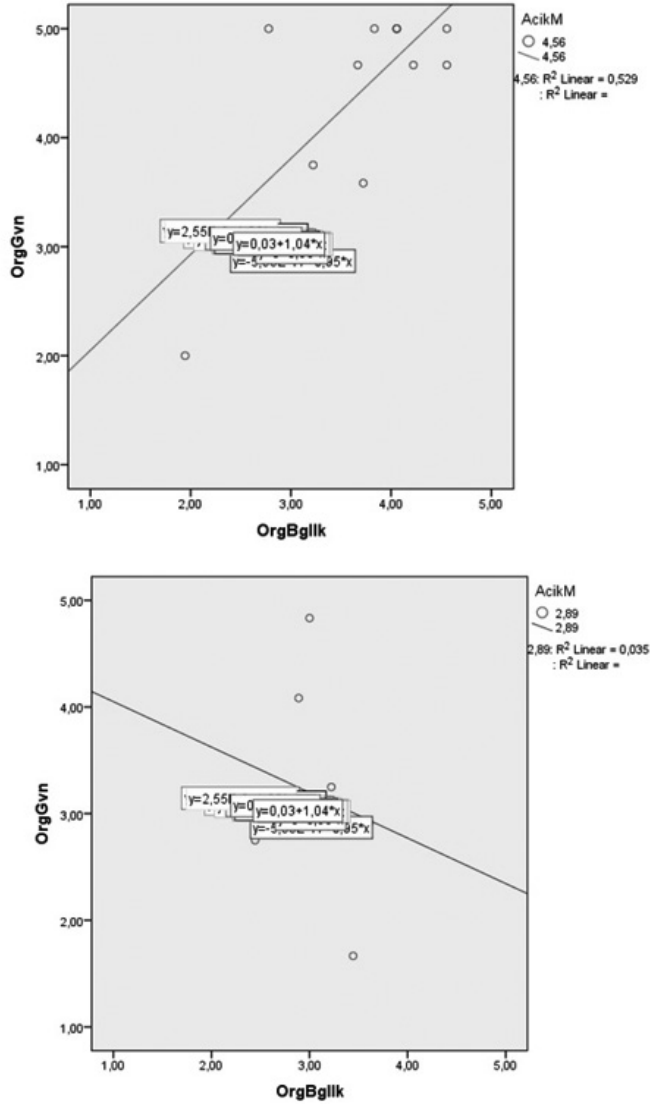 AcikM
4,56
4,56
4,56: R² Linear = 0,529
: R² Linear =
5,00
4,00
3,00
2,00
1,00
OrgGvn
y=0,03+1,04*x
1,00 2,00 3,00 4,00 5,00
OrgBgllk
AcikM
2,89
2,89
2,89: R² Linear = 0,035
: R² Linear =
5,00
4,00
3,00
2,00
1,00
OrgGvn
y=0,03+1,04*x
1,00 2,00 3,00 4,00 5,00
OrgBgllk